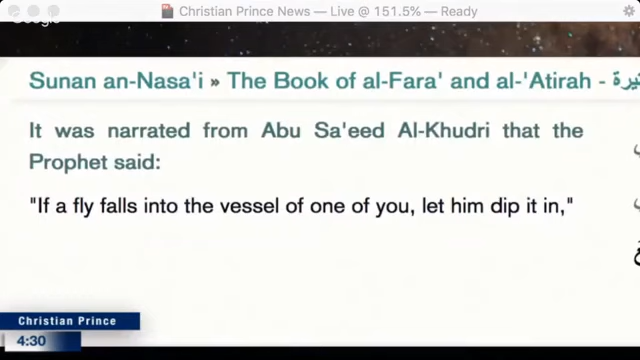 Christian Prince News — Live @ 151.5% — Ready
Google
Sunan an-Nasa'i » The Book of al-Fara' and al-'Atirah -
It was narrated from Abu Sa'eed Al-Khudri that the
Prophet said:
"If a fly falls into the vessel of one of you, let him dip it in,"
Christian Prince
4:30